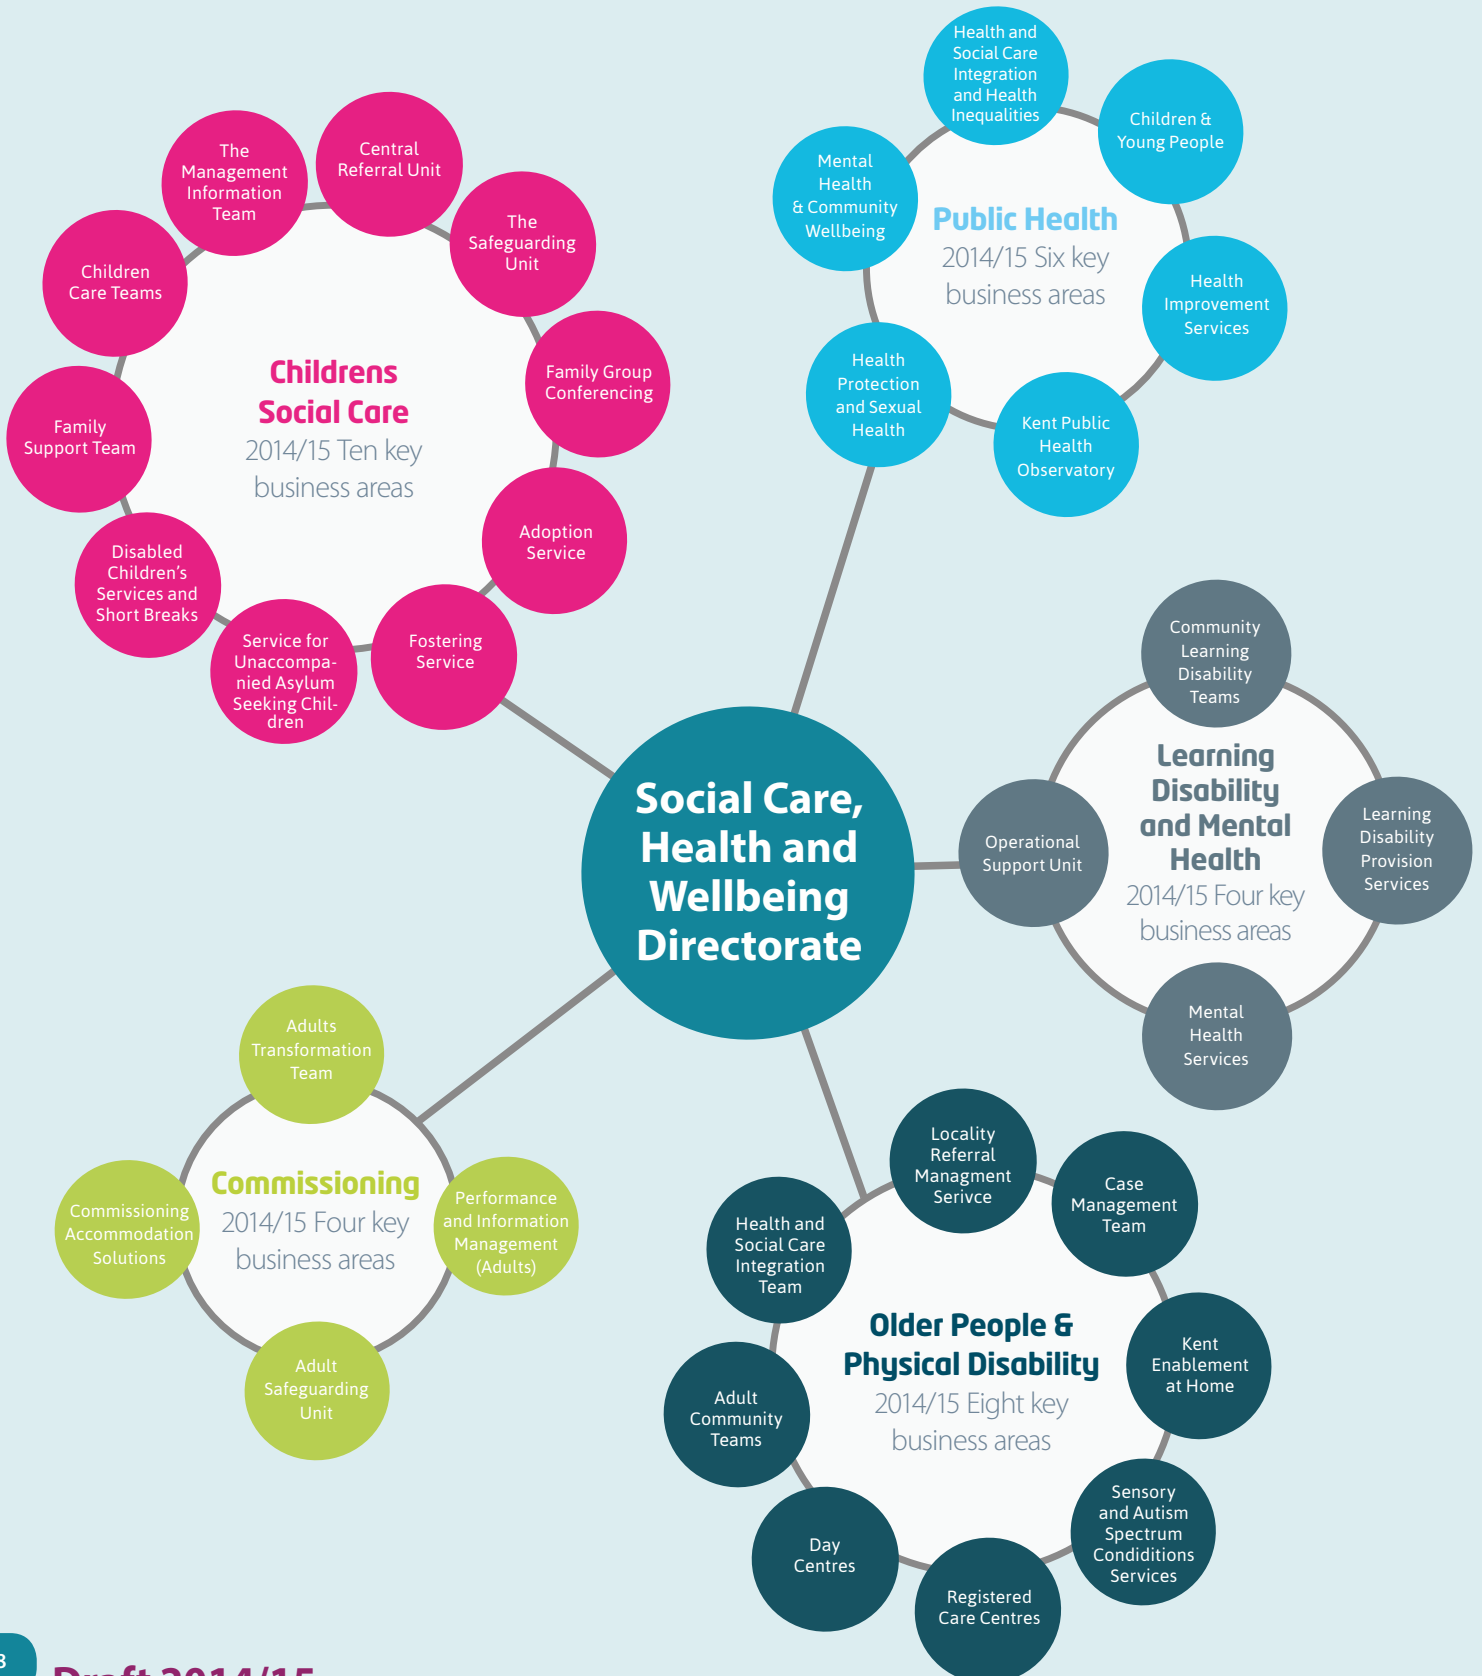 Health and
Social Care
Integration
and Health
Inequalities
Children &
Young People
Health
Improvement
Services
Kent Public
Health
Observatory
Health
Protection
and Sexual
Health
Mental
Health
& Community
Wellbeing
Public Health
2014/15 Six key
business areas
Central
Referral Unit
The
Safeguarding
Unit
Family Group
Conferencing
Adoption
Service
Fostering
Service
Service for
Unaccompa-
nied Asylum
Seeking Chil-
dren
Disabled
Children’s
Services and
Short Breaks
Family
Support Team
Children
Care Teams
The
Management
Information
Team
Childrens
Social Care
2014/15 Ten key
business areas
Social Care,
Health and
Wellbeing
Directorate
Community
Learning
Disability
Teams
Learning
Disability
Provision
Services
Mental
Health
Services
Operational
Support Unit
Learning
Disability
and Mental
Health
2014/15 Four key
business areas
Adults
Transformation
Team
Performance
and Information
Management
(Adults)
Adult
Safeguarding
Unit
Commissioning
Accommodation
Solutions
Commissioning
2014/15 Four key
business areas
Locality
Referral
Managment
Serivce
Case
Management
Team
Kent
Enablement
at Home
Sensory
and Autism
Spectrum
Condiditions
Services
Registered
Care Centres
Day
Centres
Adult
Community
Teams
Health and
Social Care
Integration
Team
Older People &
Physical Disability
2014/15 Eight key
business areas
Draft 2014/15